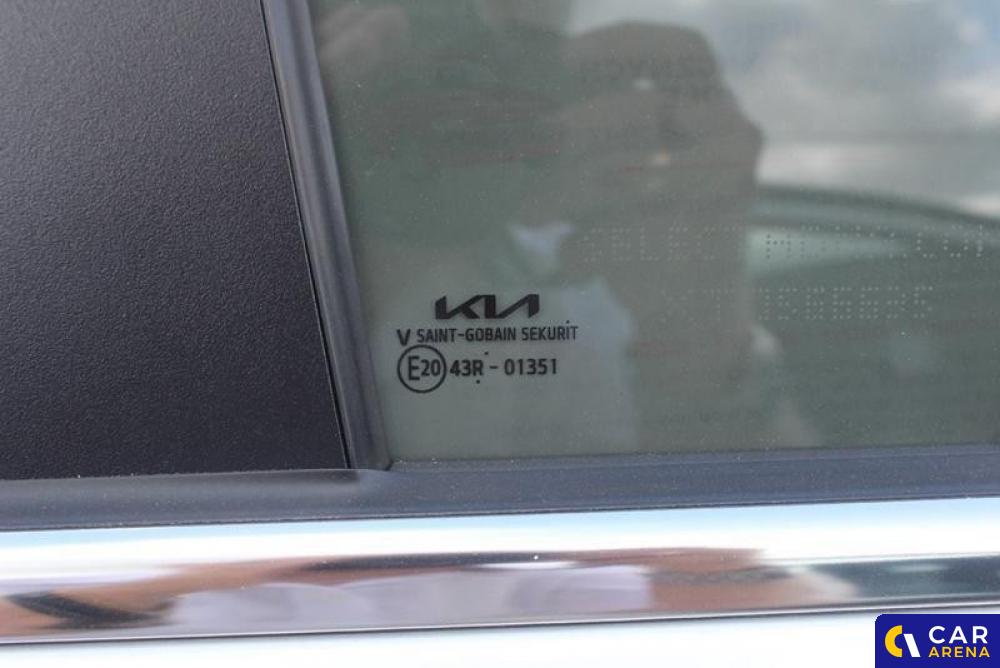 KIA
V SAINT-GOBAIN SEKURIT
E20 43R - 01351
CAR
ARENA